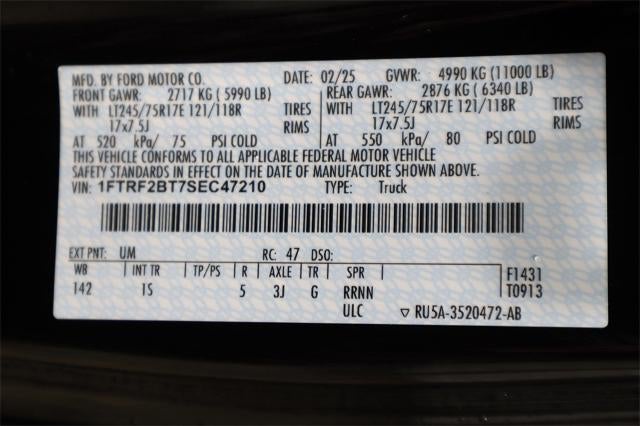 MFD. BY FORD MOTOR CO. DATE: 02/25 GVWR: 4990 KG (11000 LB)
FRONT GAWR: 2717 KG (5990 LB) REAR GAWR: 2876 KG (6340 LB)
WITH LT245/75R17E 121/118R TIRES WITH LT245/75R17E 121/118R TIRES
17x7.5J RIMS 17x7.5J RIMS
AT 520 kPa/ 75 PSI COLD AT 550 kPa/ 80 PSI COLD
THIS VEHICLE CONFORMS TO ALL APPLICABLE FEDERAL MOTOR VEHICLE
SAFETY STANDARDS IN EFFECT ON THE DATE OF MANUFACTURE SHOWN ABOVE.
VIN: 1FTRF2BT7SEC47210 TYPE: Truck
EXT PNT: UM RC: 47 DSO:
WB INT TR TP/PS R AXLE TR SPR F1431
142 IS 5 3J G RRNN T0913
ULC ▽ RU5A-3520472-AB